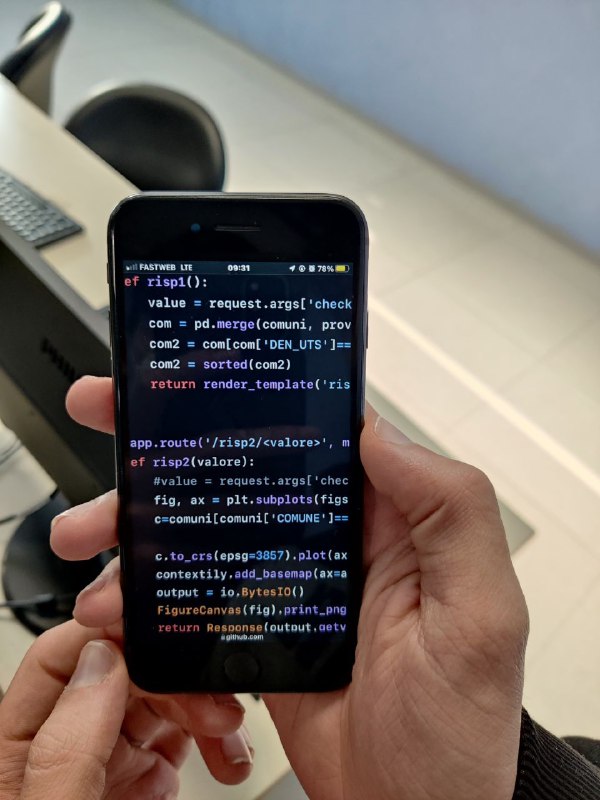 FASTWEB LTE 09:31 78%
ef risp1():
value = request.args['check
com = pd.merge(comuni, prov
com2 = com[com['DEN_UTS']==
com2 = sorted(com2)
return render_template('ris
app.route('/risp2/<valore>', m
ef risp2(valore):
#value = request.args['chec
fig, ax = plt.subplots(figs
c=comuni[comuni['COMUNE']==
c.to_crs(epsg=3857).plot(ax
contextily.add_basemap(ax=a
output = io.BytesIO()
FigureCanvas(fig).print_png
return Response(output.getv
github.com